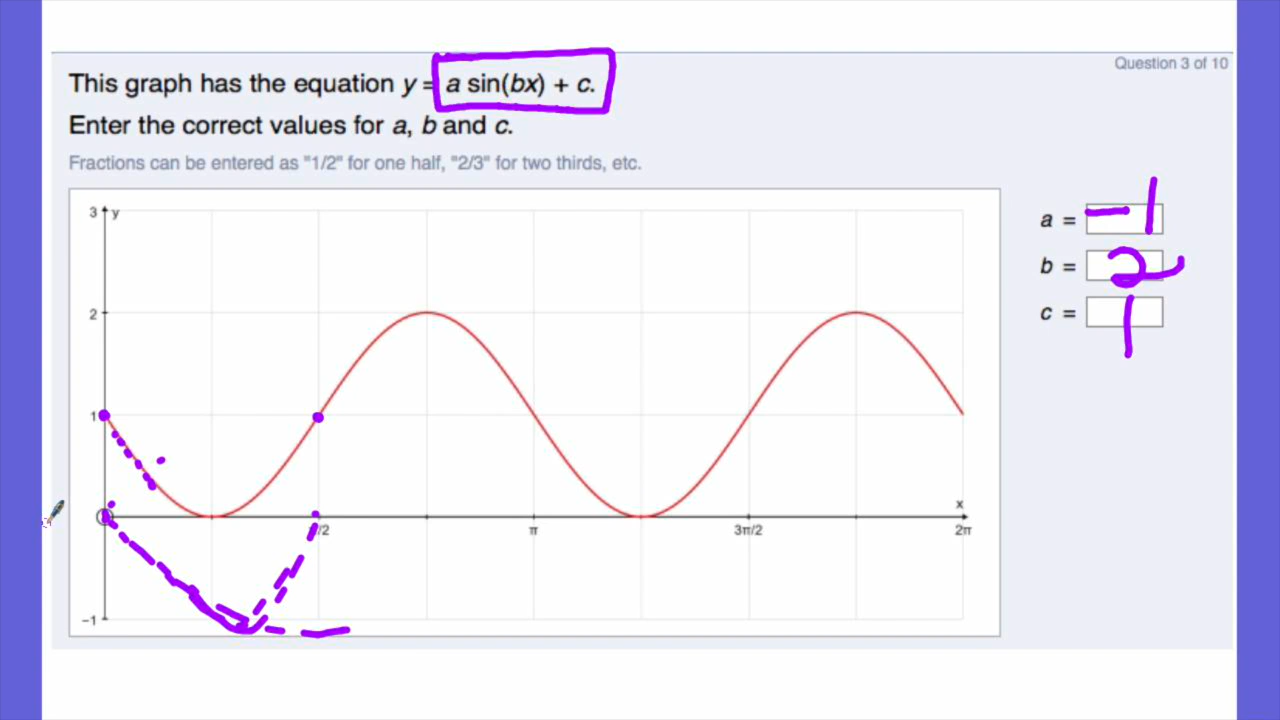 Question 3 of 10
This graph has the equation y = a sin(bx) + c.
Enter the correct values for a, b and c.
Fractions can be entered as "1/2" for one half, "2/3" for two thirds, etc.
3 y
2
1
0
-1
/2
π
3π/2
2π
x
a = -1
b = 2
c = 1